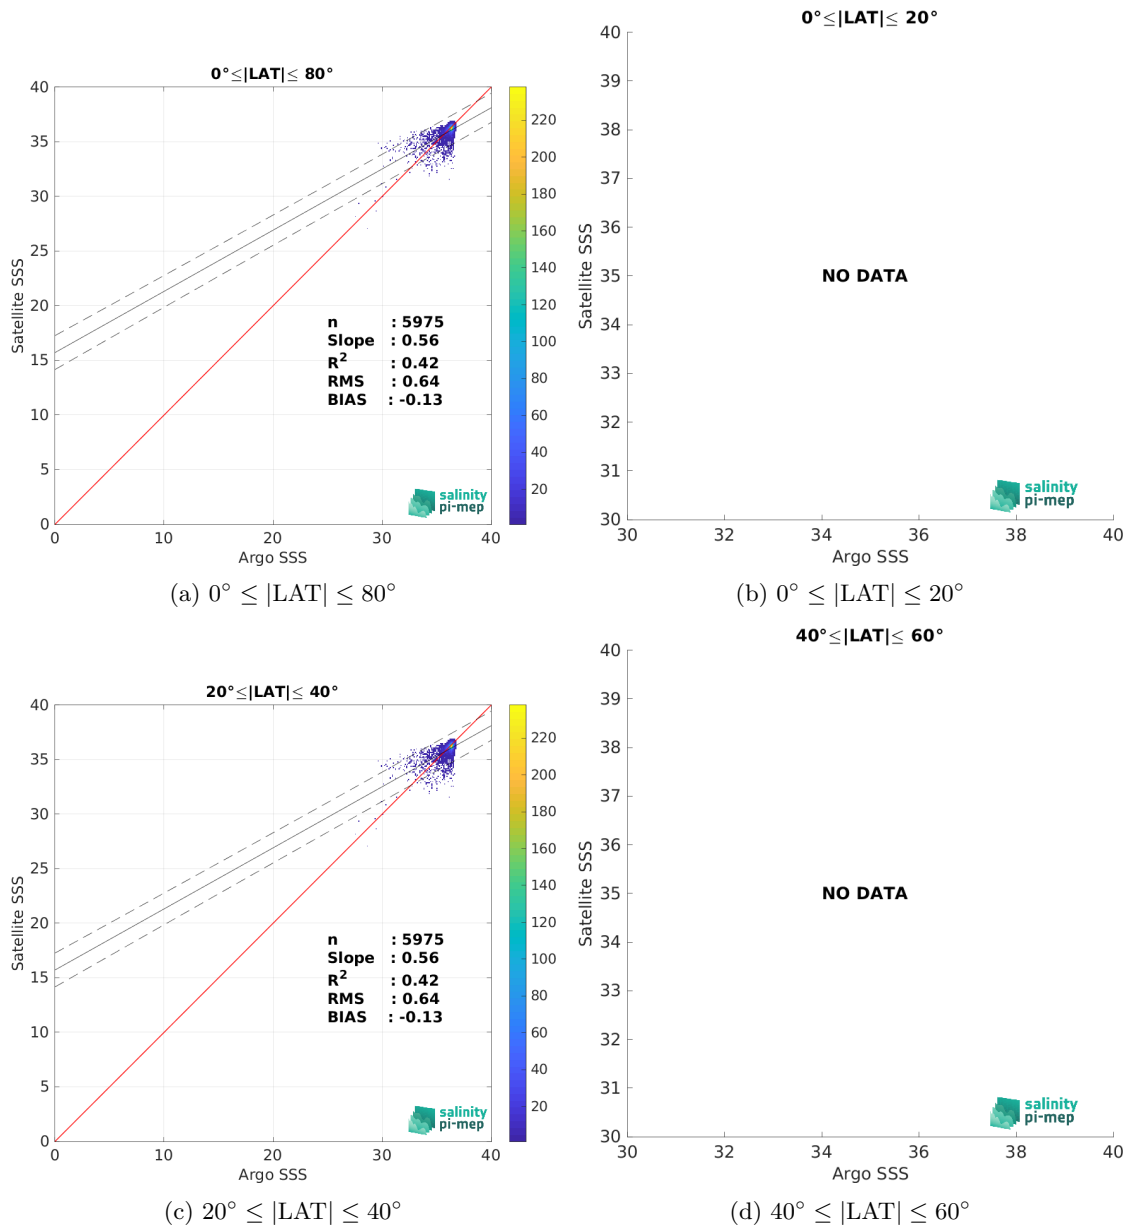 0°≤|LAT|≤ 80°
40
35
30
25
20
15
10
5
0
Satellite SSS
0
10
20
30
40
Argo SSS
220
200
180
160
140
120
100
80
60
40
20
n : 5975
Slope : 0.56
R² : 0.42
RMS : 0.64
BIAS : -0.13
salinity
pi-mep
(a) 0° ≤ |LAT| ≤ 80°
0°≤|LAT|≤ 20°
40
39
38
37
36
35
34
33
32
31
30
Satellite SSS
NO DATA
30
32
34
36
38
40
Argo SSS
salinity
pi-mep
(b) 0° ≤ |LAT| ≤ 20°
20°≤|LAT|≤ 40°
40
35
30
25
20
15
10
5
0
Satellite SSS
0
10
20
30
40
Argo SSS
220
200
180
160
140
120
100
80
60
40
20
n : 5975
Slope : 0.56
R² : 0.42
RMS : 0.64
BIAS : -0.13
salinity
pi-mep
(c) 20° ≤ |LAT| ≤ 40°
40°≤|LAT|≤ 60°
40
39
38
37
36
35
34
33
32
31
30
Satellite SSS
NO DATA
30
32
34
36
38
40
Argo SSS
salinity
pi-mep
(d) 40° ≤ |LAT| ≤ 60°